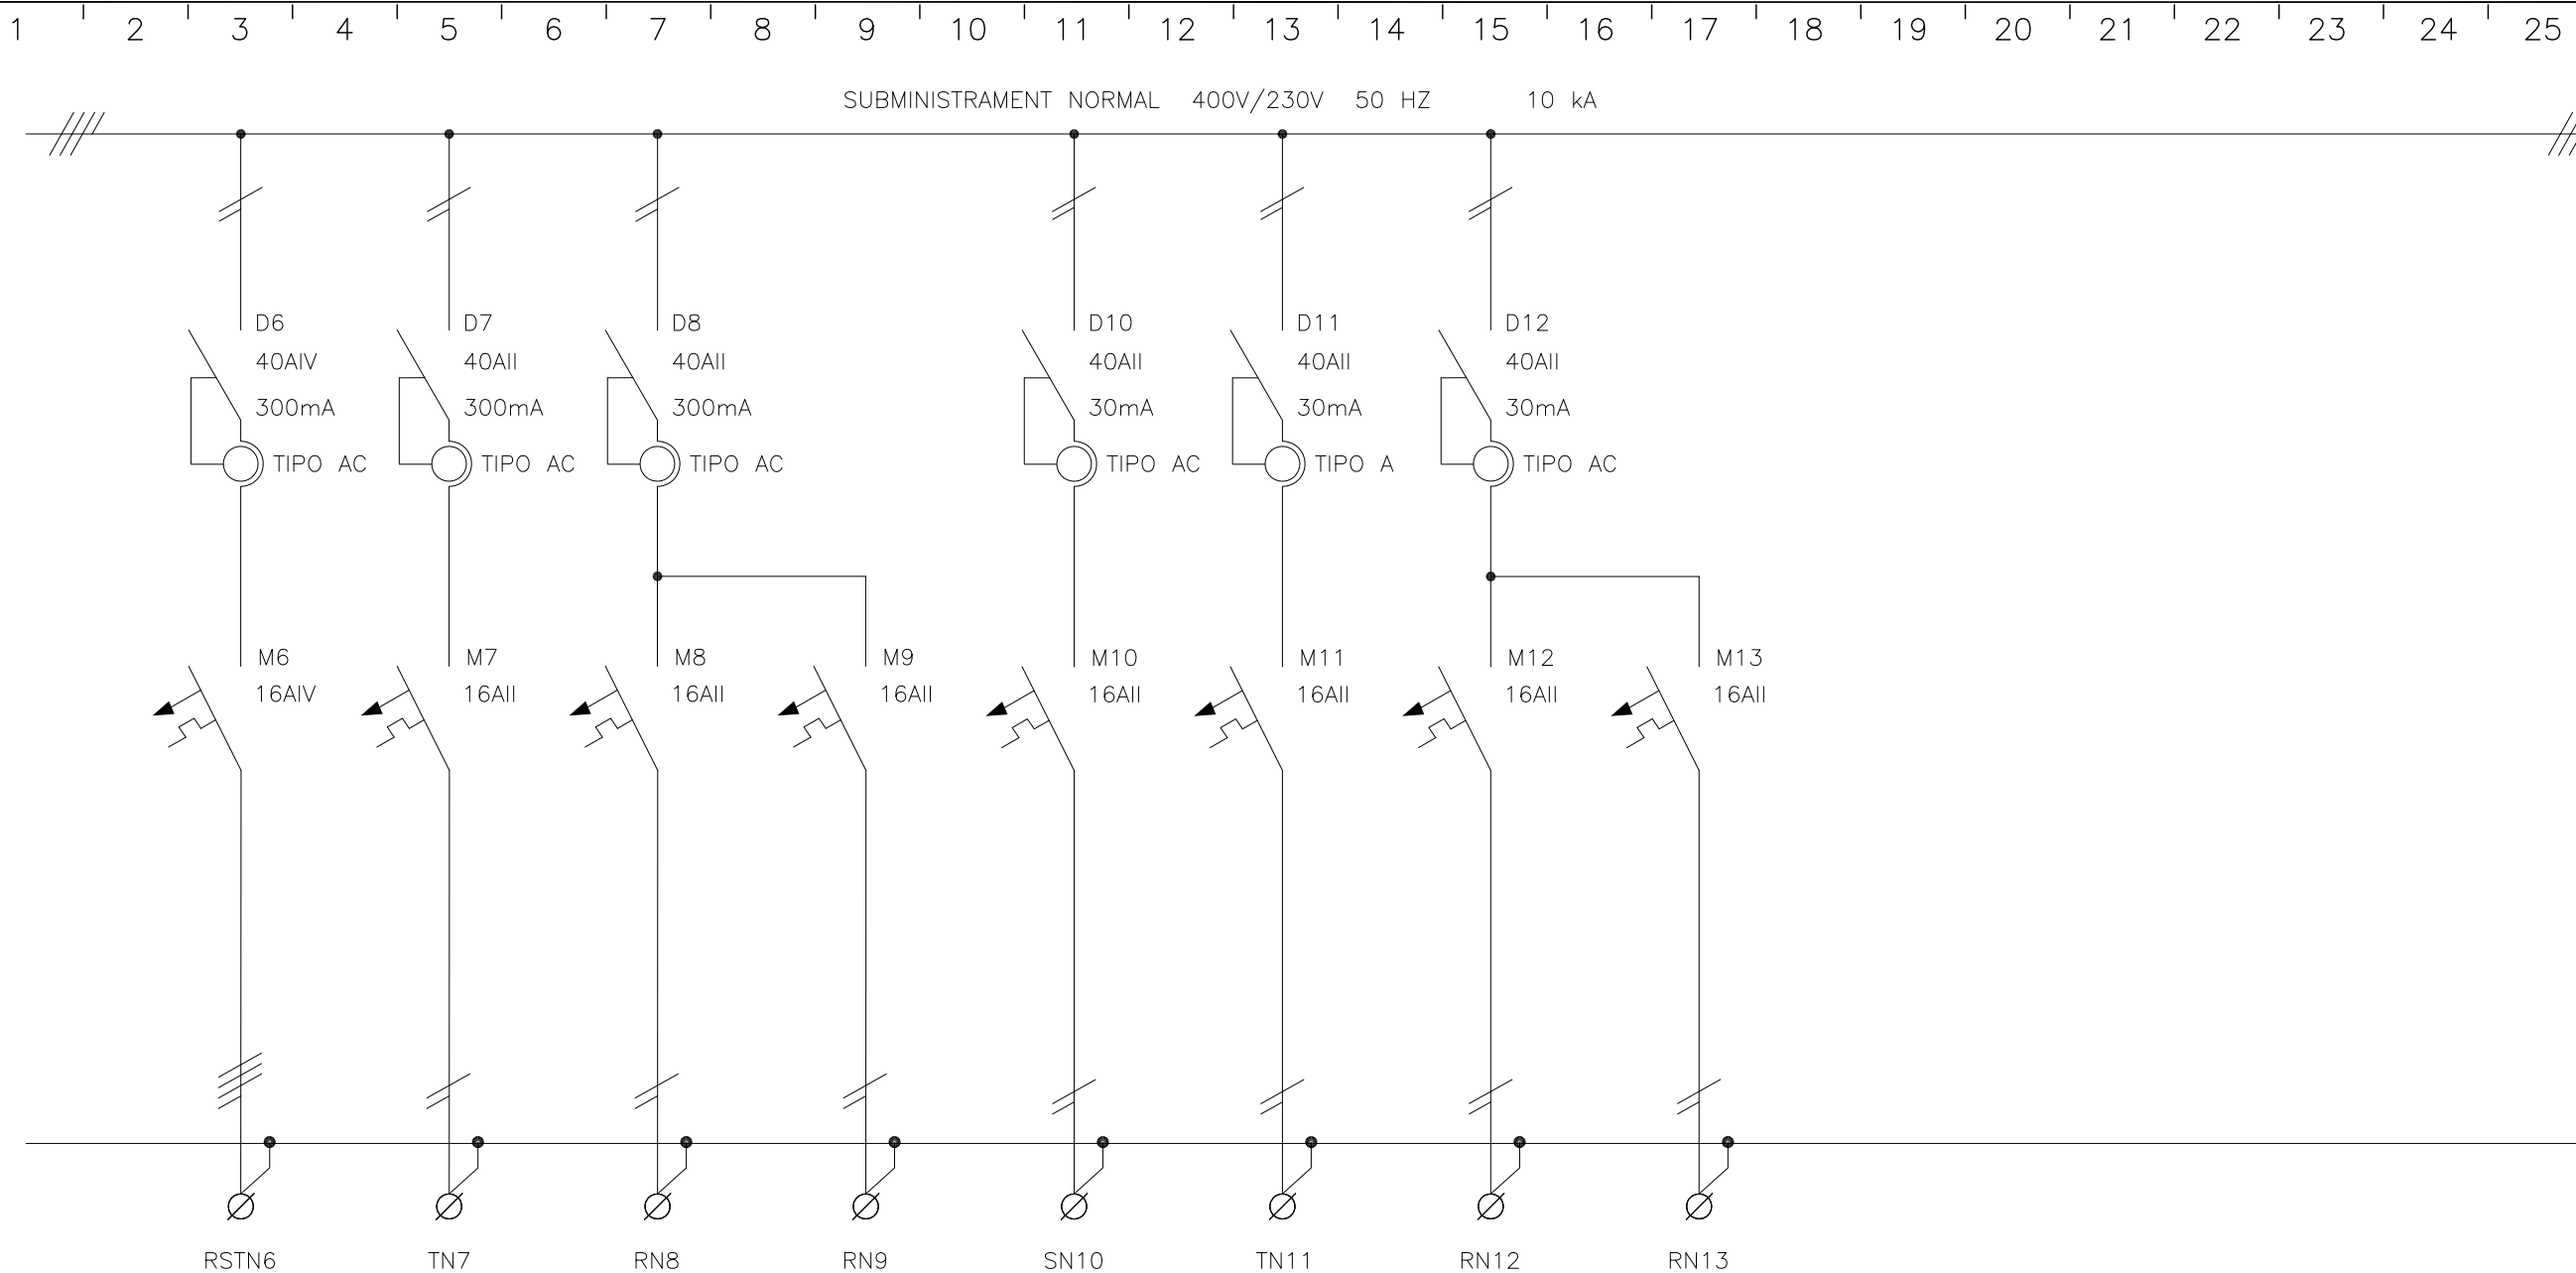 1 2 3 4 5 6 7 8 9 10 11 12 13 14 15 16 17 18 19 20 21 22 23 24 25
SUBMINISTRAMENT NORMAL 400V/230V 50 HZ 10 kA
D6 D7 D8 D10 D11 D12
40AIV 40AII 40AII 40AII 40AII 40AII
300mA 300mA 300mA 30mA 30mA 30mA
TIPO AC TIPO AC TIPO AC TIPO AC TIPO A TIPO AC
M6 M7 M8 M9 M10 M11 M12 M13
16AIV 16AII 16AII 16AII 16AII 16AII 16AII 16AII
RSTN6 TN7 RN8 RN9 SN10 TN11 RN12 RN13